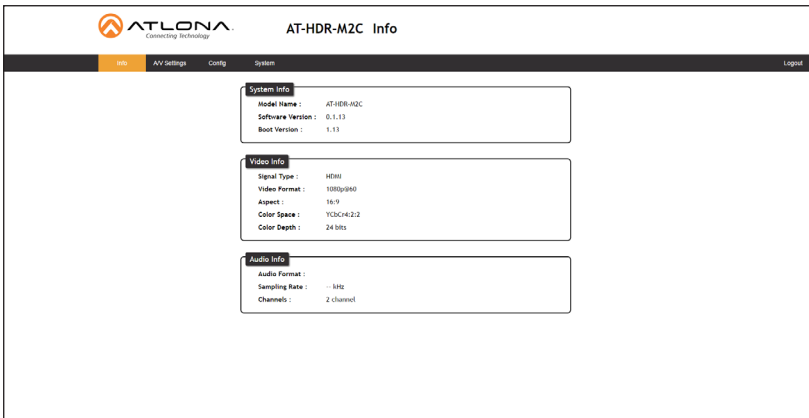 ATLONA.
Connecting Technology
AT-HDR-M2C Info
Info A/V Settings Config System Logout
System Info
Model Name : AT-HDR-M2C
Software Version : 0.1.13
Boot Version : 1.13
Video Info
Signal Type : HDMI
Video Format : 1080p@60
Aspect : 16:9
Color Space : YCbCr4:2:2
Color Depth : 24 bits
Audio Info
Audio Format :
Sampling Rate : -- kHz
Channels : 2 channel